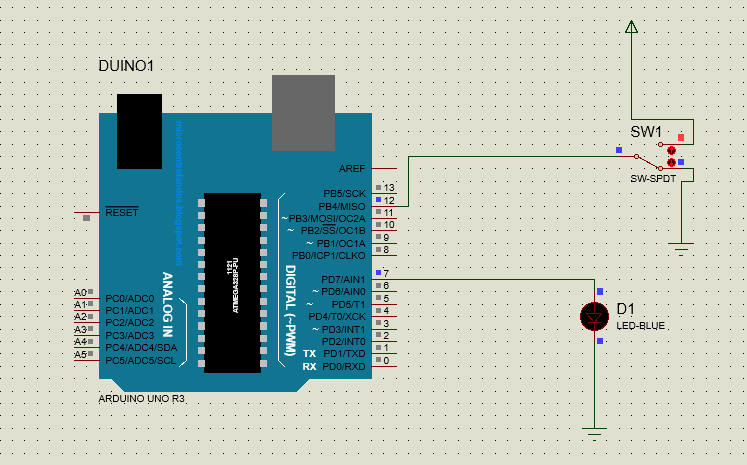 DUINO1
microcontrolandos.blogspot.com
RESET
AREF
PB5/SCK 13
PB4/MISO 12
~PB3/MOSI/OC2A 11
~ PB2/SS/OC1B 10
~ PB1/OC1A 9
PB0/ICP1/CLKO 8
PD7/AIN1 7
~ PD6/AIN0 6
~ PD5/T1 5
PD4/T0/XCK 4
~ PD3/INT1 3
PD2/INT0 2
TX PD1/TXD 1
RX PD0/RXD 0
DIGITAL (~PWM)
1121
ATMEGA328P-PU
ANALOG IN
A0 PC0/ADC0
A1 PC1/ADC1
A2 PC2/ADC2
A3 PC3/ADC3
A4 PC4/ADC4/SDA
A5 PC5/ADC5/SCL
ARDUINO UNO R3
SW1
SW-SPDT
D1
LED-BLUE